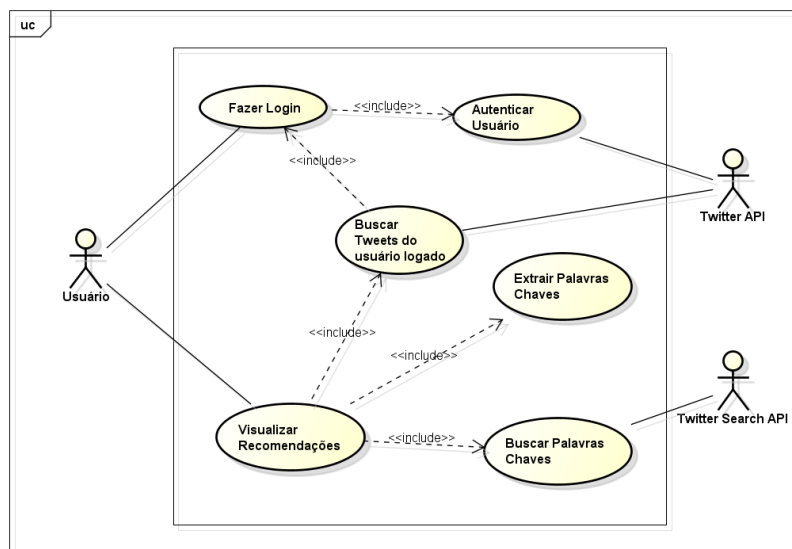 uc
Fazer Login
<<include>>
Autenticar
Usuário
<<include>>
Buscar
Tweets do
usuário logado
Twitter API
Usuário
Extrair Palavras
Chaves
<<include>>
<<include>>
Visualizar
Recomendações
<<include>>
Buscar Palavras
Chaves
Twitter Search API